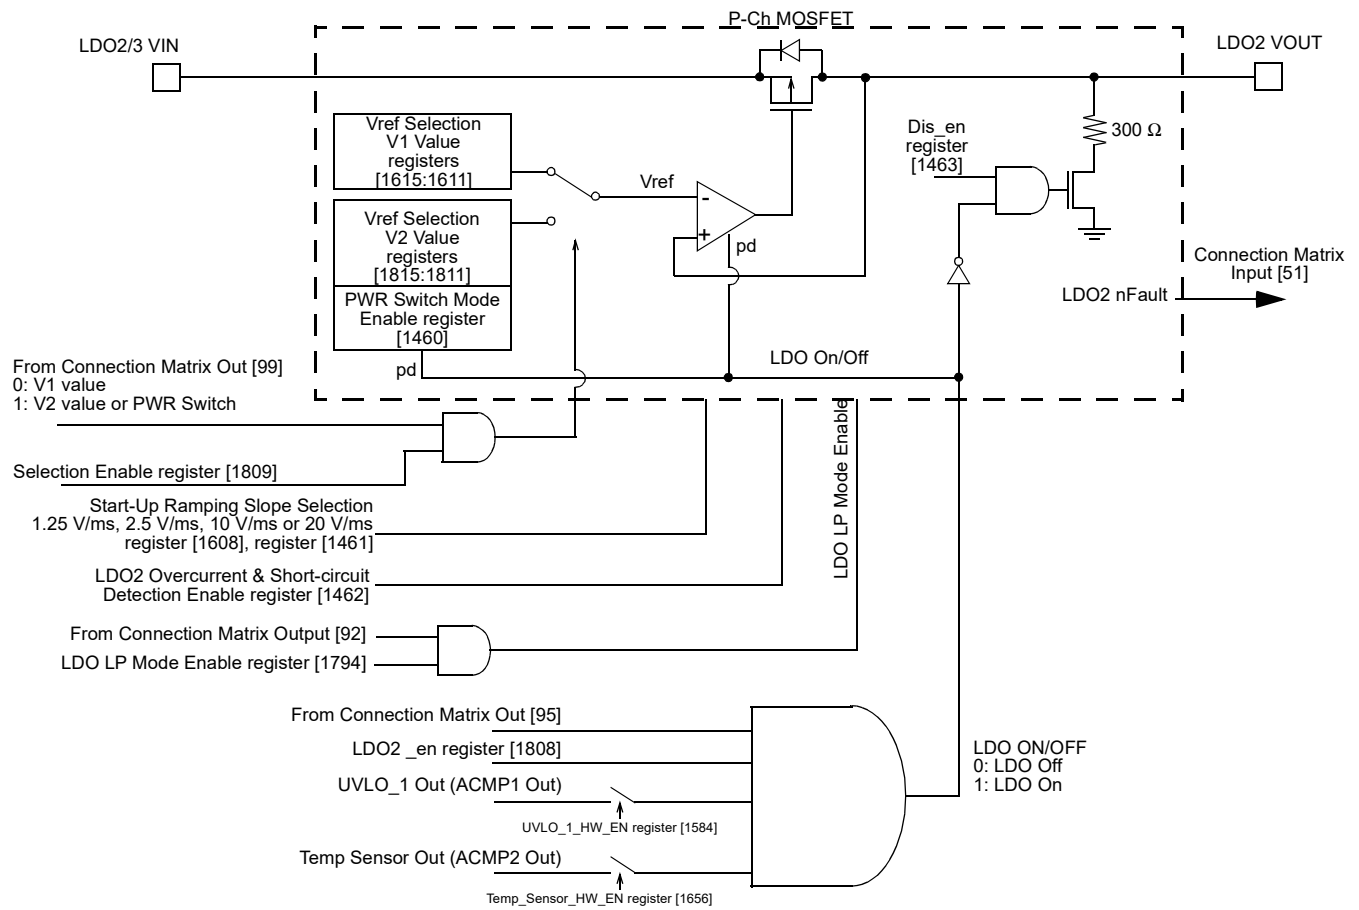 P-Ch MOSFET
LDO2/3 VIN
LDO2 VOUT
Vref Selection
V1 Value
registers
[1615:1611]
Dis_en
register
[1463]
300 Ω
Vref
-
+
pd
Vref Selection
V2 Value
registers
[1815:1811]
PWR Switch Mode
Enable register
[1460]
pd
LDO On/Off
Connection Matrix
Input [51]
LDO2 nFault
From Connection Matrix Out [99]
0: V1 value
1: V2 value or PWR Switch
Selection Enable register [1809]
Start-Up Ramping Slope Selection
1.25 V/ms, 2.5 V/ms, 10 V/ms or 20 V/ms
register [1608], register [1461]
LDO LP Mode Enable
LDO2 Overcurrent & Short-circuit
Detection Enable register [1462]
From Connection Matrix Output [92]
LDO LP Mode Enable register [1794]
From Connection Matrix Out [95]
LDO2 _en register [1808]
UVLO_1 Out (ACMP1 Out)
UVLO_1_HW_EN register [1584]
Temp Sensor Out (ACMP2 Out)
Temp_Sensor_HW_EN register [1656]
LDO ON/OFF
0: LDO Off
1: LDO On